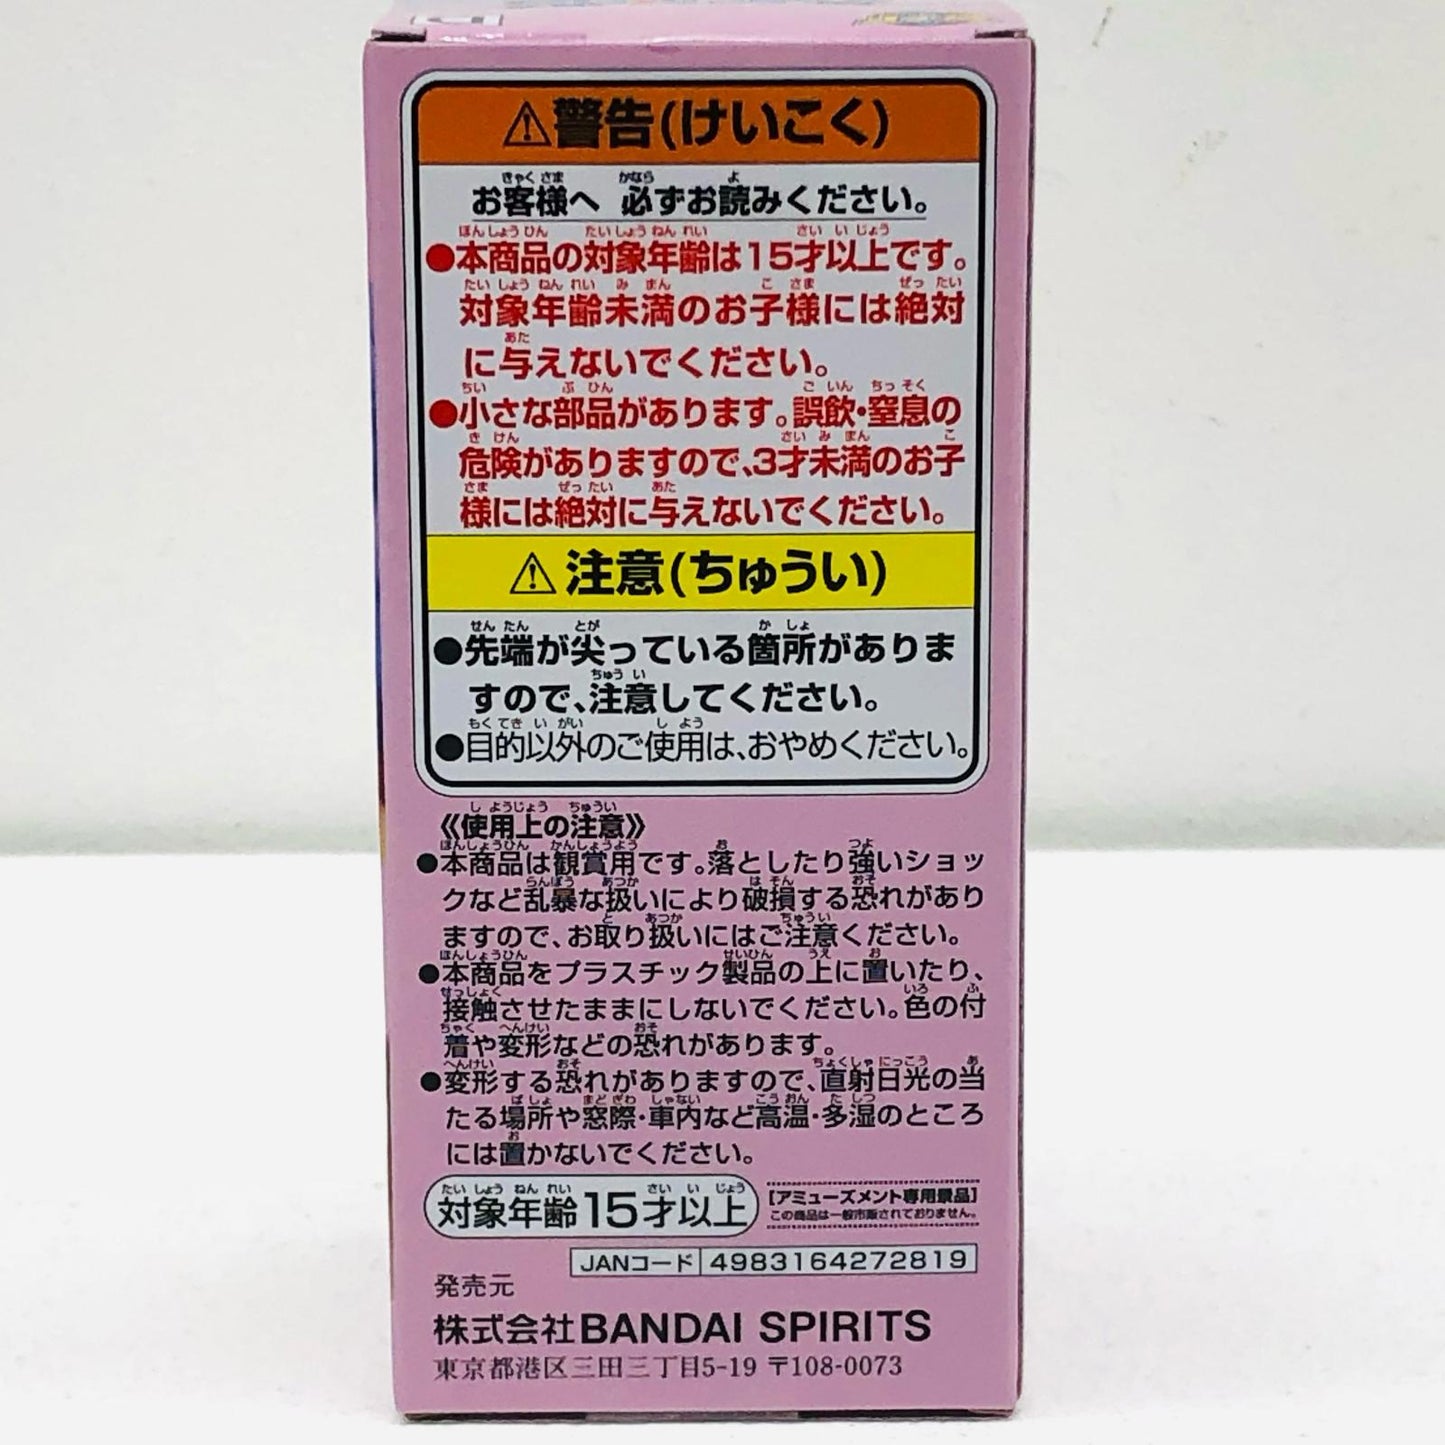 ⚠警告(けいこく)
お客様へ 必ずお読みください。
●本商品の対象年齢は15才以上です。
対象年齢未満のお子様には絶対
に与えないでください。
●小さな部品があります。誤飲・窒息の
危険がありますので、3才未満のお子
様には絶対に与えないでください。
⚠注意(ちゅうい)
●先端が尖っている箇所がありま
すので、注意してください。
●目的以外のご使用は、おやめください。
《使用上の注意》
●本商品は観賞用です。落としたり強いショッ
クなど乱暴な扱いにより破損する恐れがあり
ますので、お取り扱いにはご注意ください。
●本商品をプラスチック製品の上に置いたり、
接触させたままにしないでください。色の付
着や変形などの恐れがあります。
●変形する恐れがありますので、直射日光の当
たる場所や窓際・車内など高温・多湿のところ
には置かないでください。
対象年齢15才以上
[アミューズメント専用景品]
この商品は一般市販されておりません。
JANコード 4983164272819
発売元
株式会社BANDAI SPIRITS
東京都港区三田三丁目5-19 〒108-0073